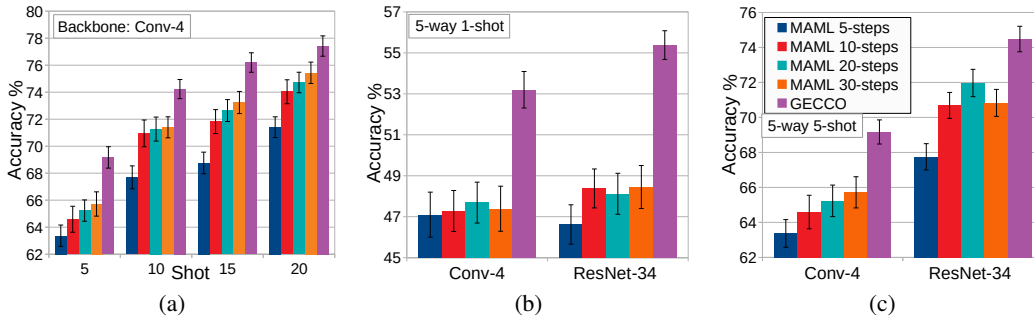 Backbone: Conv-4
Accuracy %
78
76
74
72
70
68
66
64
62
5
10
15
20
Shot
(a)
5-way 1-shot
Accuracy %
57
55
53
51
49
47
45
Conv-4
ResNet-34
(b)
MAML 5-steps
MAML 10-steps
MAML 20-steps
MAML 30-steps
GECCO
5-way 5-shot
Accuracy %
76
74
72
70
68
66
64
62
Conv-4
ResNet-34
(c)